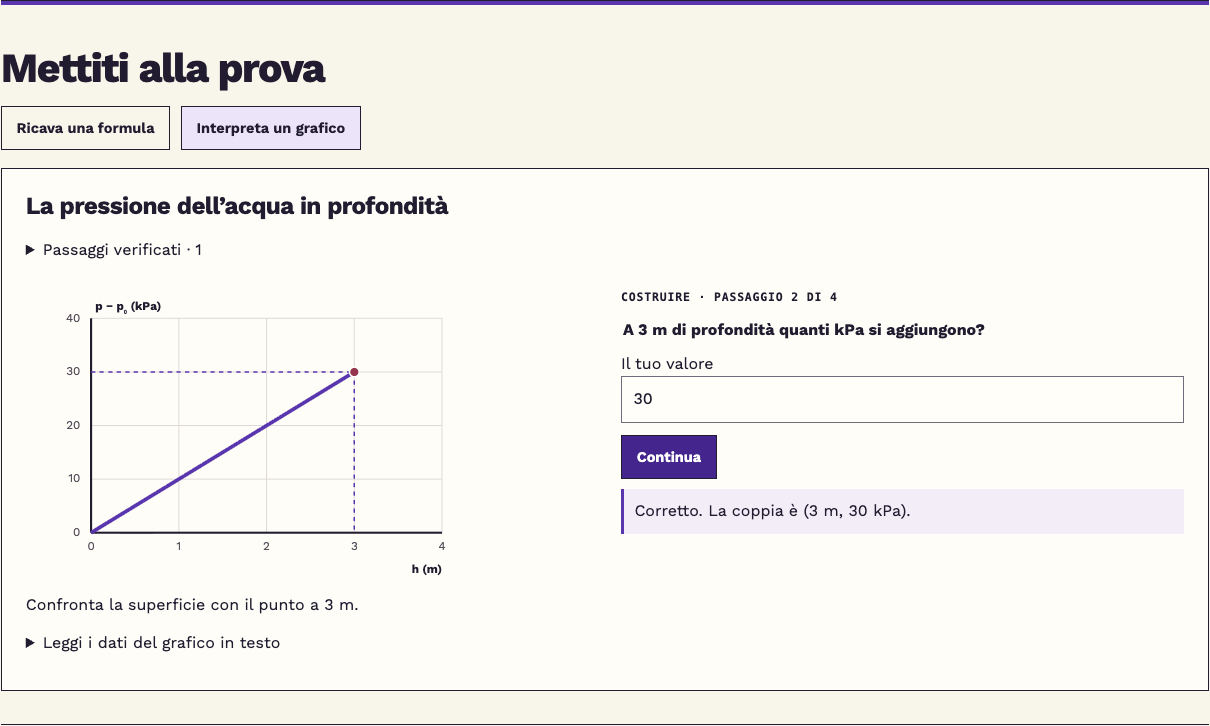 Mettiti alla prova
Ricava una formula
Interpreta un grafico
La pressione dell’acqua in profondità
▶ Passaggi verificati · 1
p − p₀ (kPa)
40
30
20
10
0
0 1 2 3 4
h (m)
Confronta la superficie con il punto a 3 m.
▶ Leggi i dati del grafico in testo
COSTRUIRE · PASSAGGIO 2 DI 4
A 3 m di profondità quanti kPa si aggiungono?
Il tuo valore
30
Continua
Corretto. La coppia è (3 m, 30 kPa).